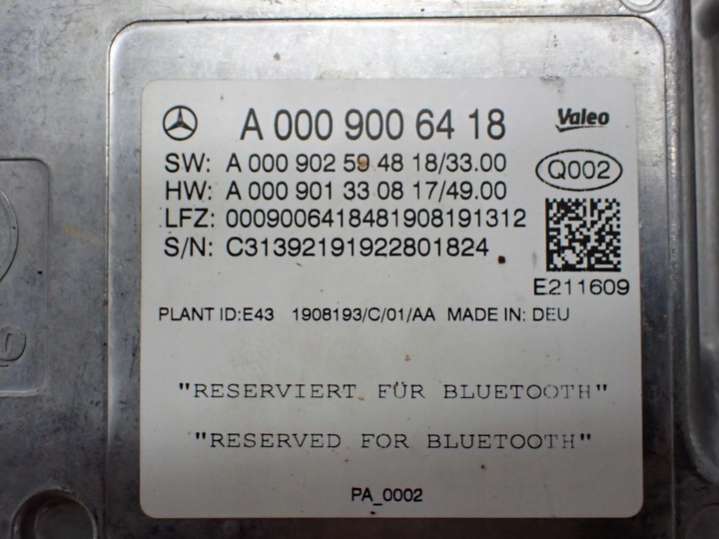 A 000 900 64 18
Valeo
SW: A 000 902 59 48 18/33.00
HW: A 000 901 33 08 17/49.00
Q002
LFZ: 0009006418481908191312
S/N: C31392191922801824
E211609
PLANT ID:E43 1908193/C/01/AA MADE IN: DEU
"RESERVIERT FÜR BLUETOOTH"
"RESERVED FOR BLUETOOTH"
PA_0002